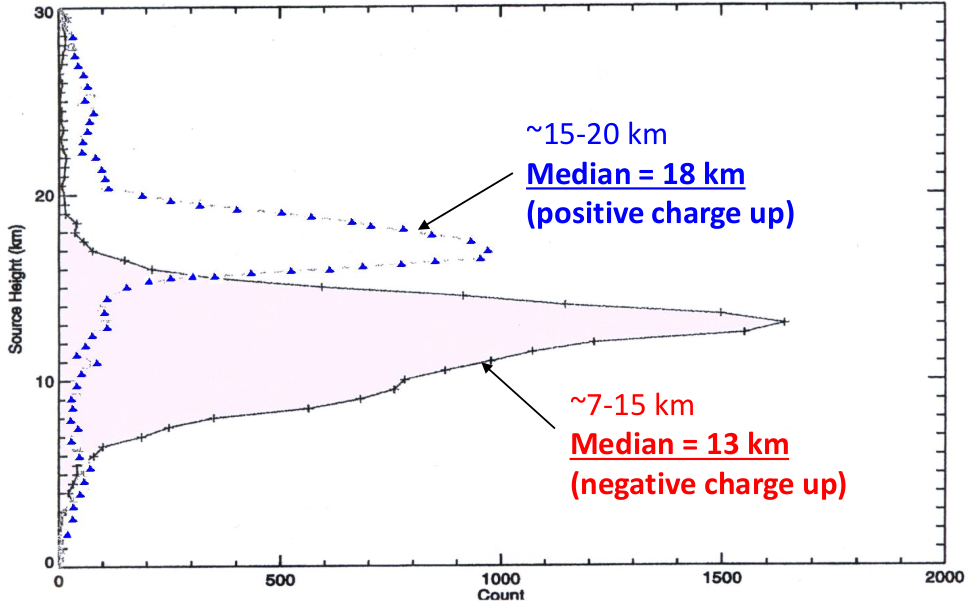 30
20
10
0
Source Height (km)
~15-20 km
Median = 18 km
(positive charge up)
~7-15 km
Median = 13 km
(negative charge up)
0
500
1000
1500
2000
Count